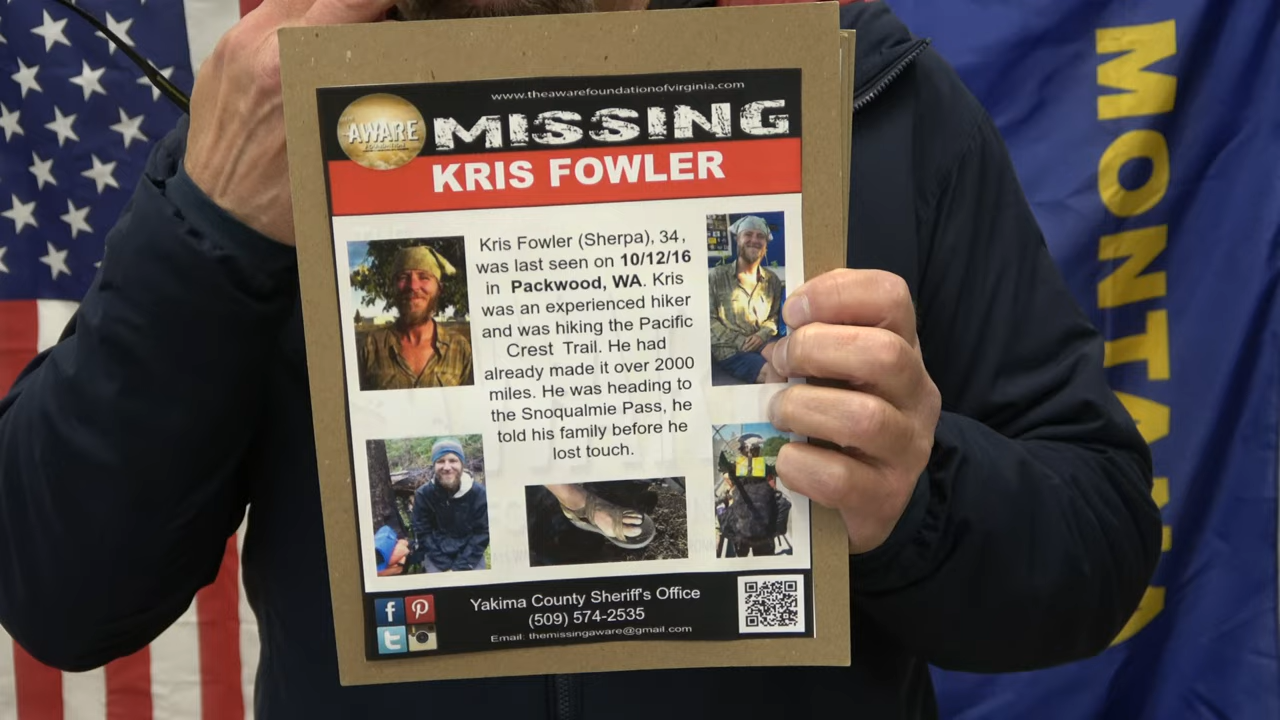 www.theawarefoundationofvirginia.com
AWARE
MISSING
KRIS FOWLER
Kris Fowler (Sherpa), 34,
was last seen on 10/12/16
in Packwood, WA. Kris
was an experienced hiker
and was hiking the Pacific
Crest Trail. He had
already made it over 2000
miles. He was heading to
the Snoqualmie Pass, he
told his family before he
lost touch.
Yakima County Sheriff's Office
(509) 574-2535
Email: themissingaware@gmail.com
MONTANA